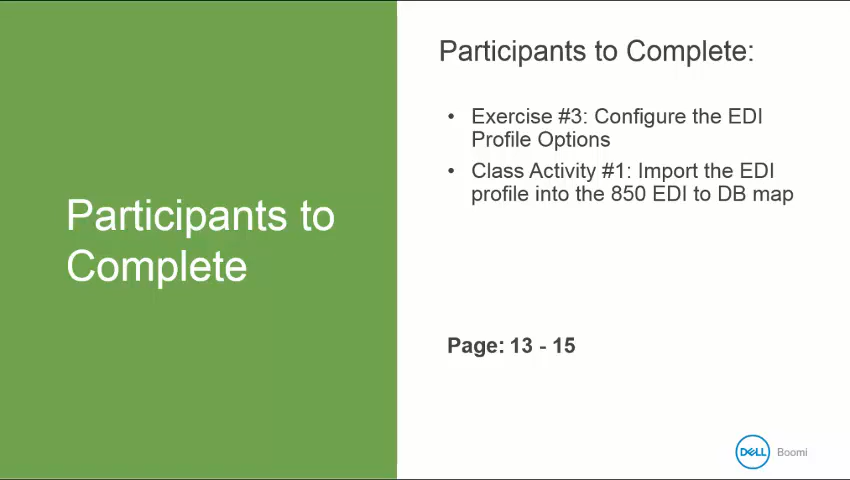 Participants to
Complete
Participants to Complete:
• Exercise #3: Configure the EDI
Profile Options
• Class Activity #1: Import the EDI
profile into the 850 EDI to DB map
Page: 13 - 15
DELL Boomi